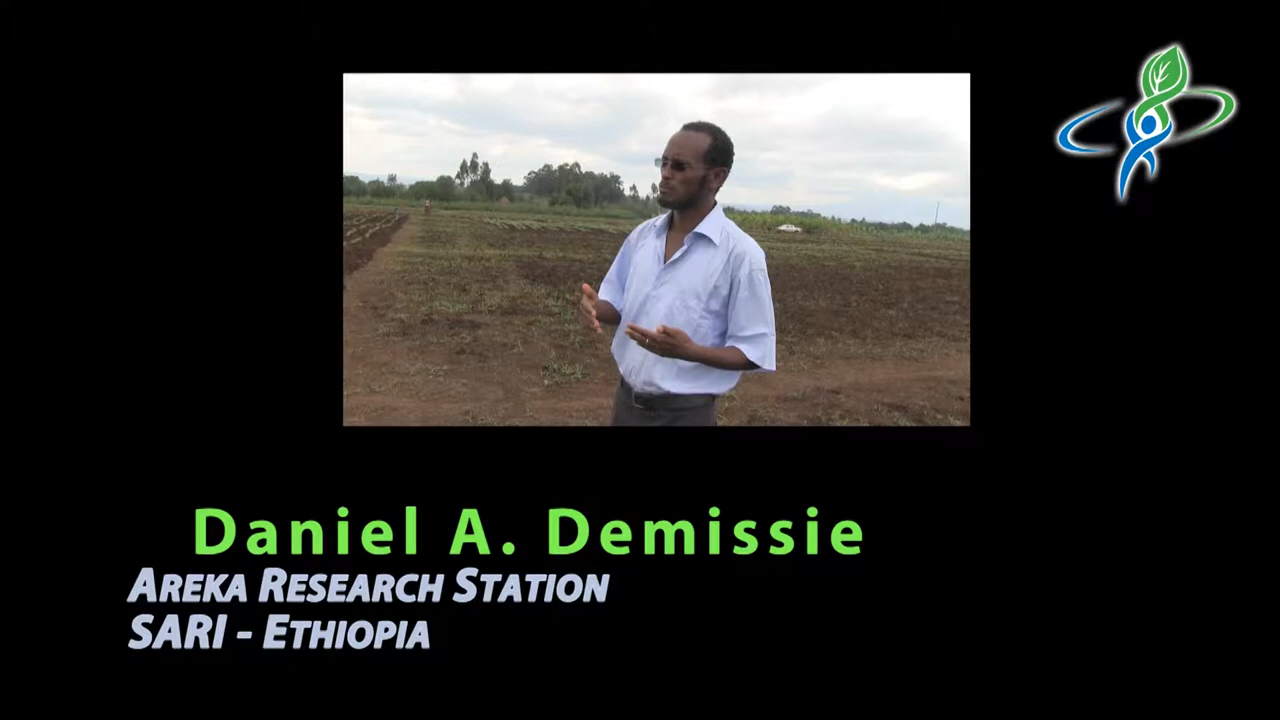 Daniel A. Demissie
AREKA RESEARCH STATION
SARI - ETHIOPIA